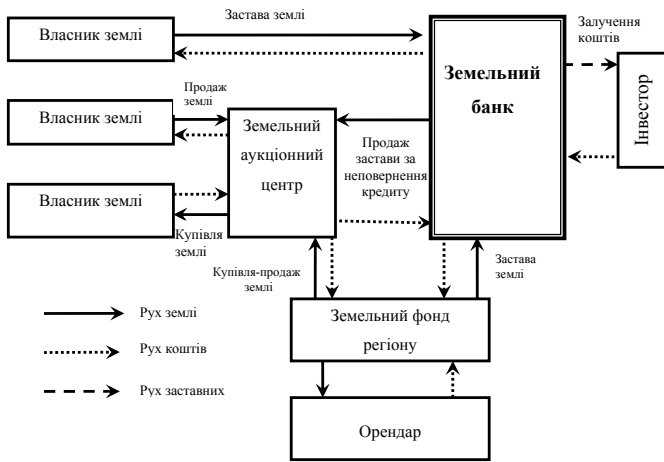 Застава землі
Власник землі
Залучення
коштів
Земельний
банк
Інвестор
Продаж
землі
Власник землі
Земельний
аукціонний
центр
Продаж
застави за
неповернення
кредиту
Власник землі
Купівля
землі
Купівля-продаж
землі
Застава
землі
Рух землі
Рух коштів
Рух заставних
Земельний фонд
регіону
Орендар